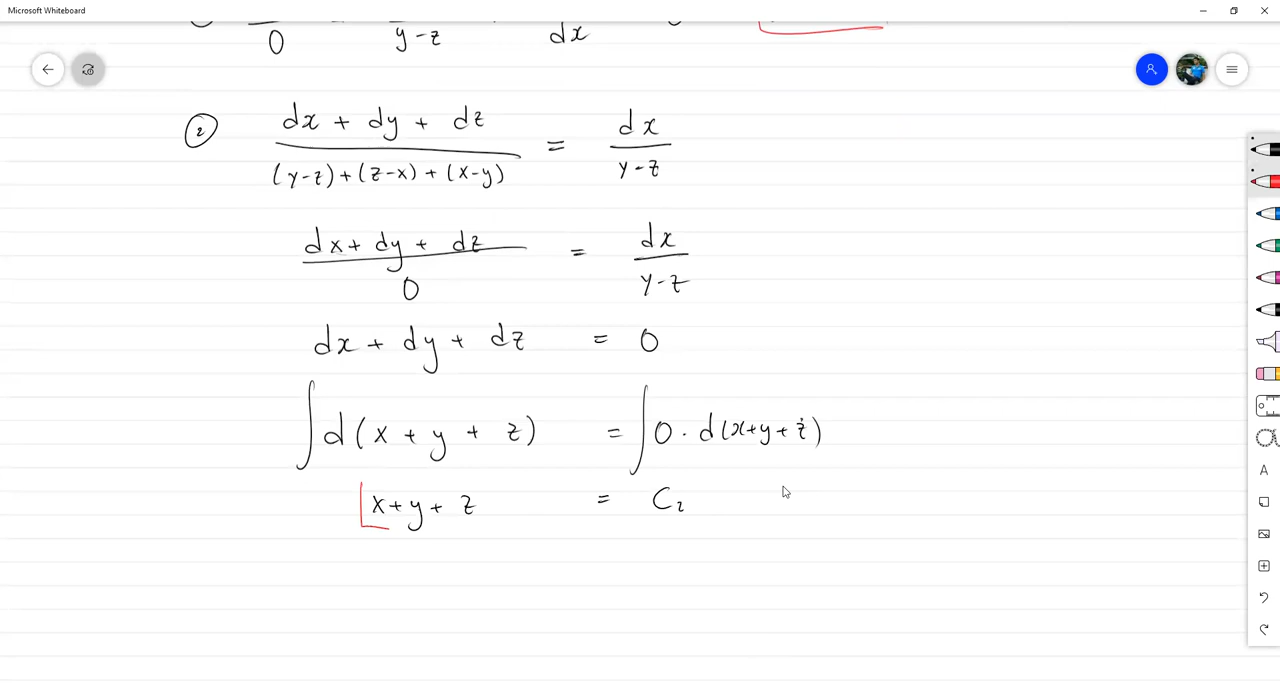 Microsoft Whiteboard
0 y-z dx
② dx + dy + dz / (y-z)+(z-x)+(x-y) = dx / y-z
dx + dy + dz / 0 = dx / y-z
dx + dy + dz = 0
∫ d(x + y + z) = ∫ 0 · d(x+y+z)
x+y+z = C₂
A